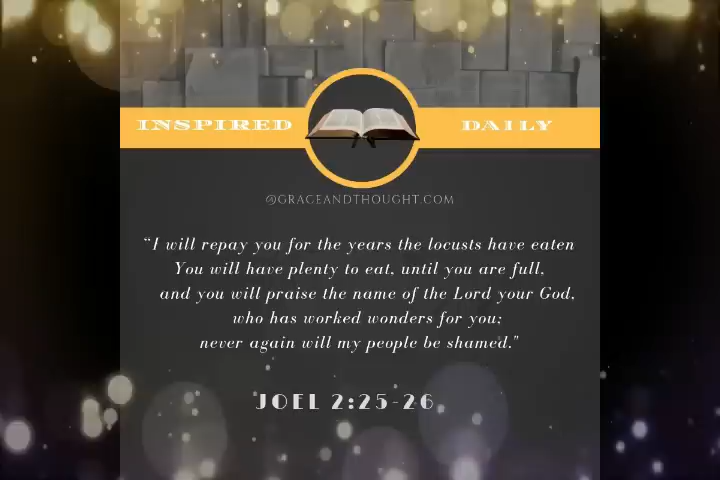 INSPIRED DAILY
@GRACEANDTHOUGHT.COM
"I will repay you for the years the locusts have eaten
You will have plenty to eat, until you are full,
and you will praise the name of the Lord your God,
who has worked wonders for you;
never again will my people be shamed."
JOEL 2:25-26